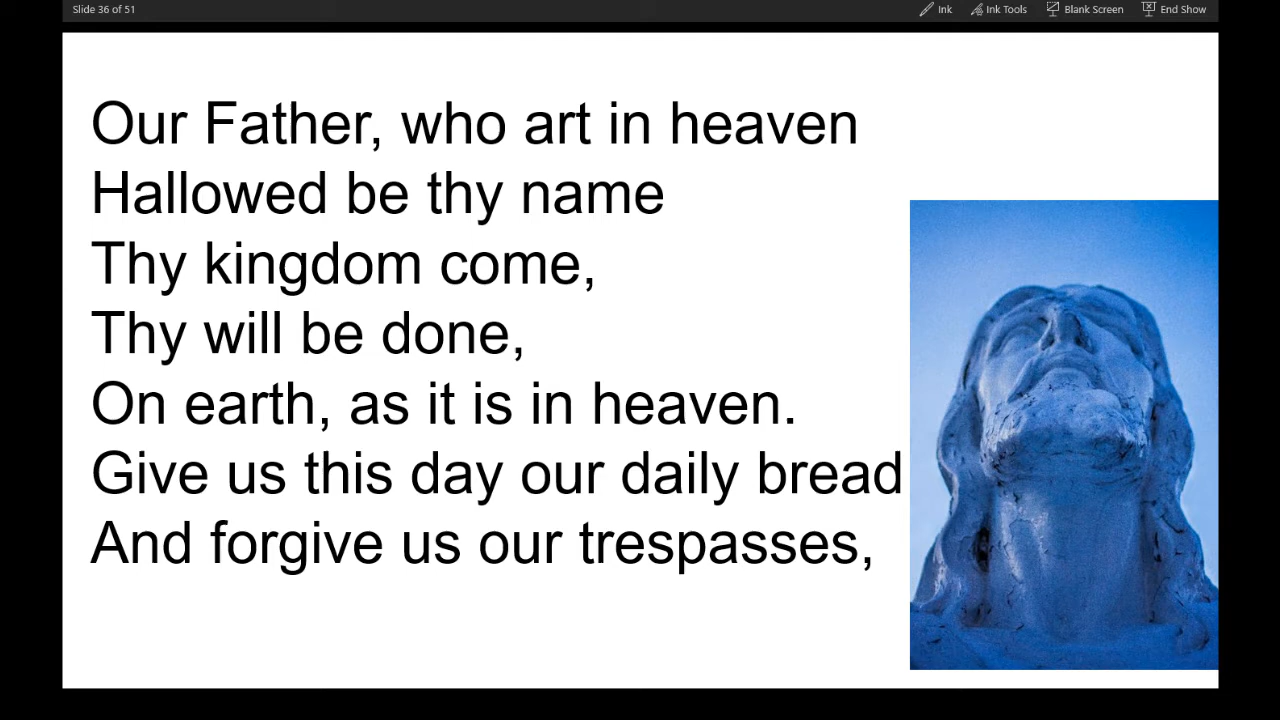 Slide 36 of 51
Ink Ink Tools Blank Screen End Show
Our Father, who art in heaven
Hallowed be thy name
Thy kingdom come,
Thy will be done,
On earth, as it is in heaven.
Give us this day our daily bread
And forgive us our trespasses,